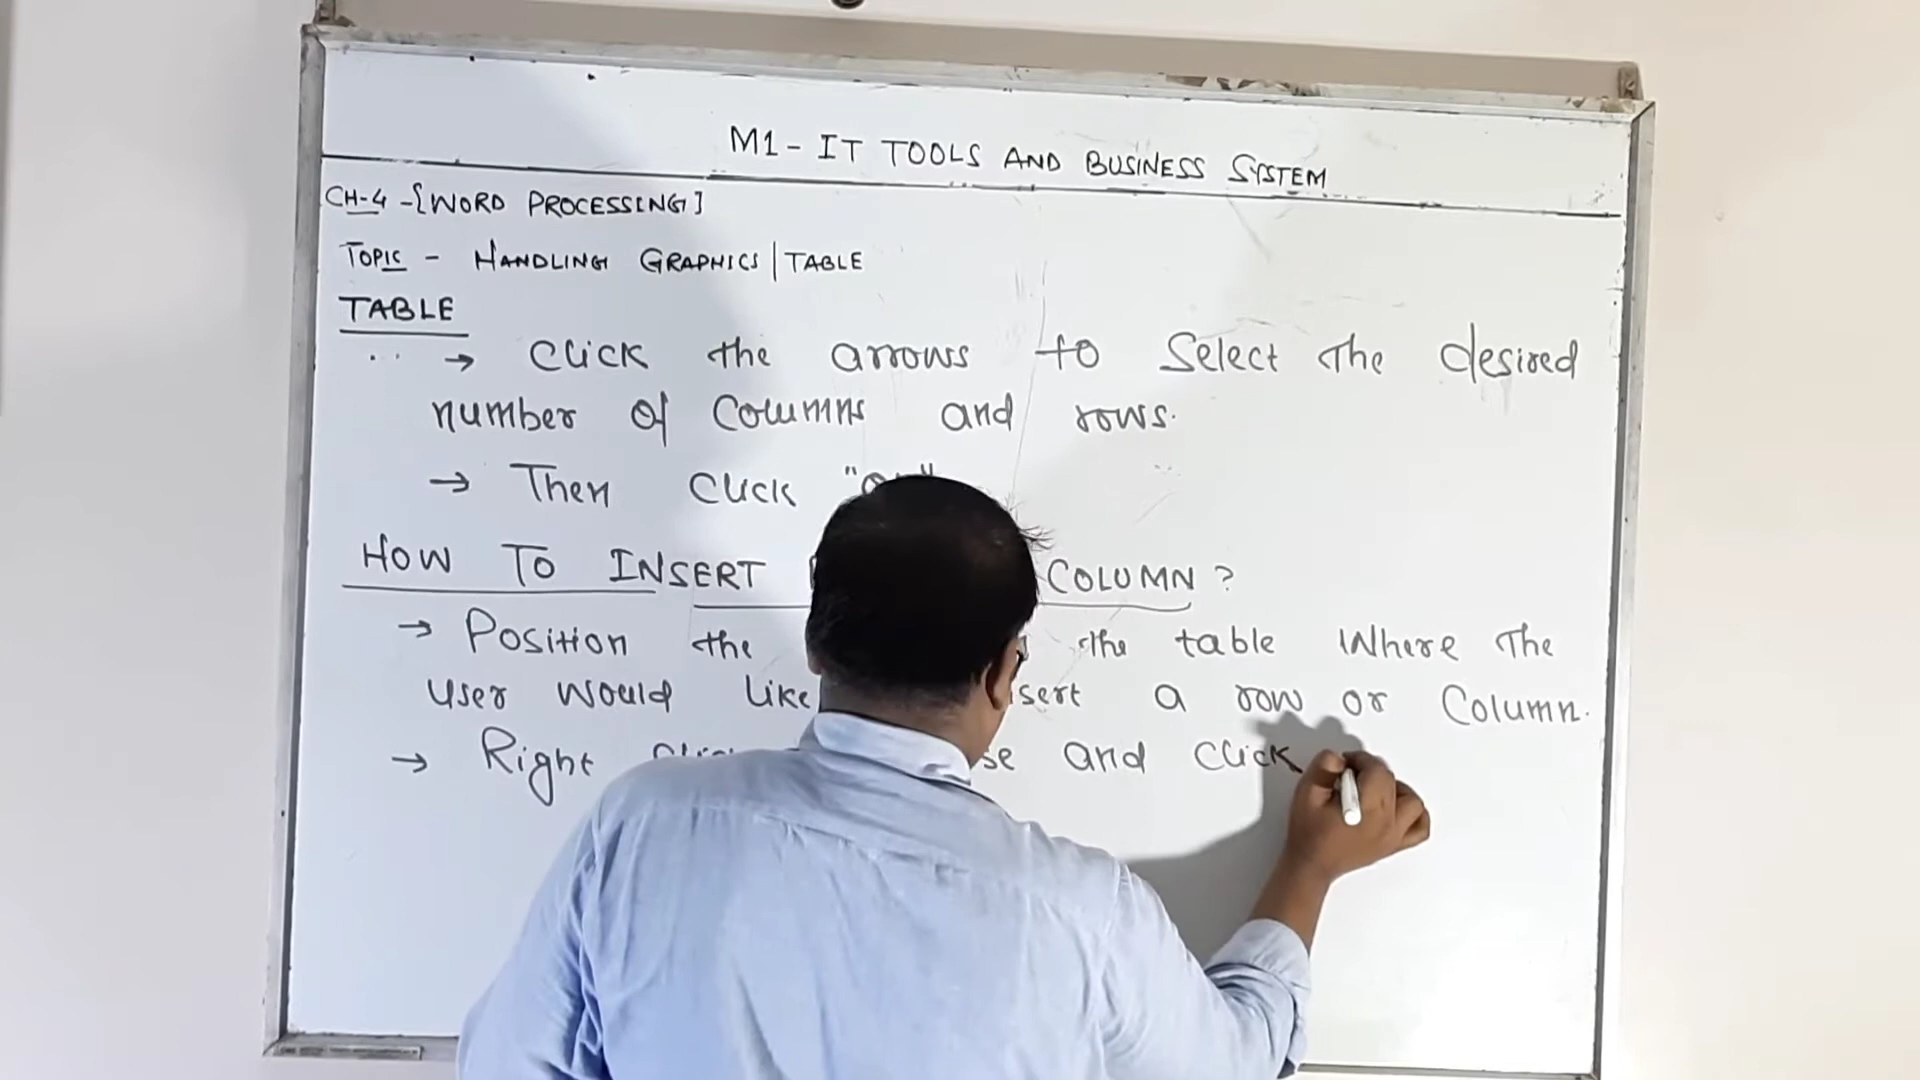 M1 - IT TOOLS AND BUSINESS SYSTEM
CH-4 - [WORD PROCESSING]
TOPIC - HANDLING GRAPHICS | TABLE
TABLE
→ Click the arrows to Select the desired
number of Columns and rows.
→ Then Click
HOW TO INSERT COLUMN ?
→ Position the the table Where the
User would like a row or Column.
→ Right and Click